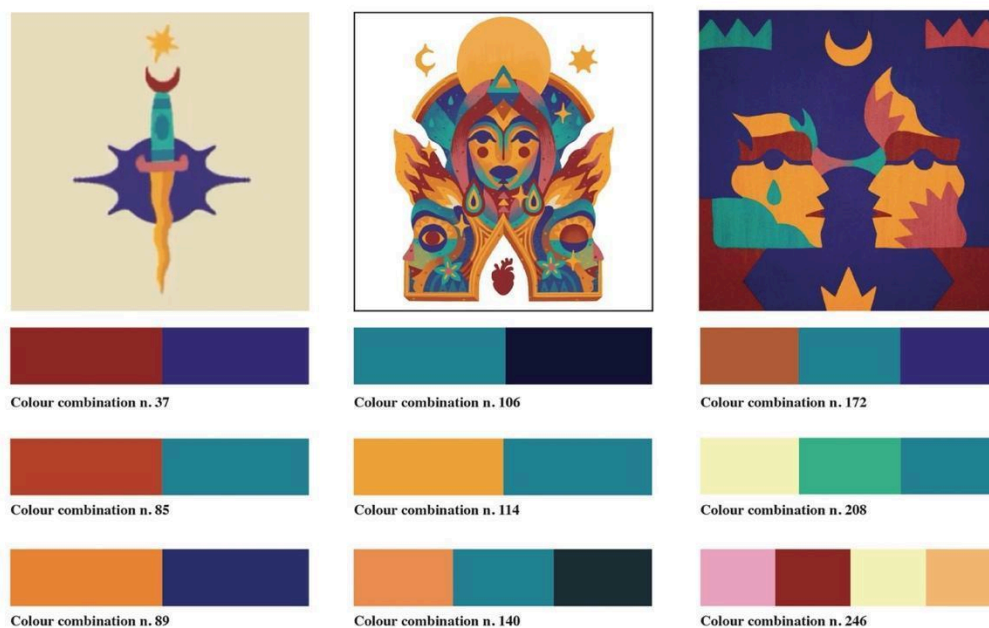 Colour combination n. 37
Colour combination n. 106
Colour combination n. 172
Colour combination n. 85
Colour combination n. 114
Colour combination n. 208
Colour combination n. 89
Colour combination n. 140
Colour combination n. 246